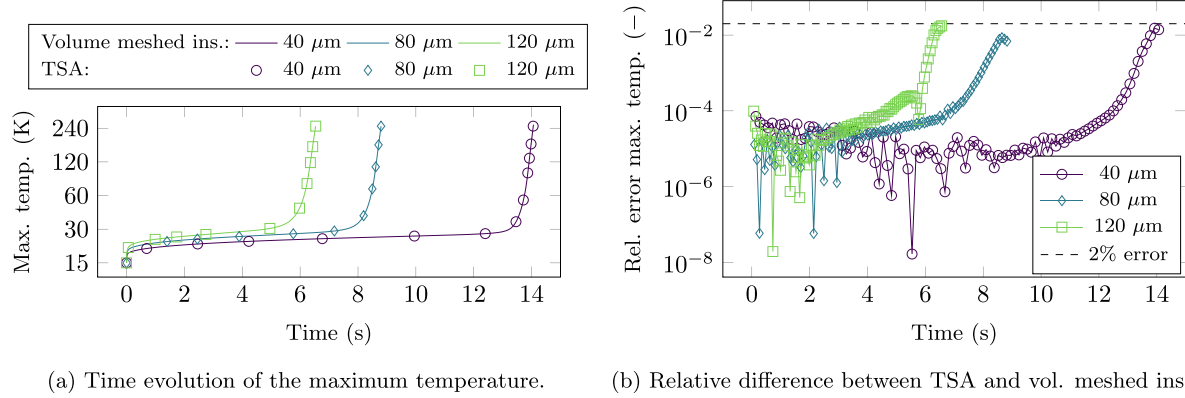 Volume meshed ins.: 40 μm 80 μm 120 μm
TSA: 40 μm 80 μm 120 μm
Max. temp. (K)
240
120
60
30
15
0 2 4 6 8 10 12 14
Time (s)
(a) Time evolution of the maximum temperature.
Rel. error max. temp. (−)
10⁻²
10⁻⁴
10⁻⁶
10⁻⁸
40 μm
80 μm
120 μm
2% error
0 2 4 6 8 10 12 14
Time (s)
(b) Relative difference between TSA and vol. meshed ins